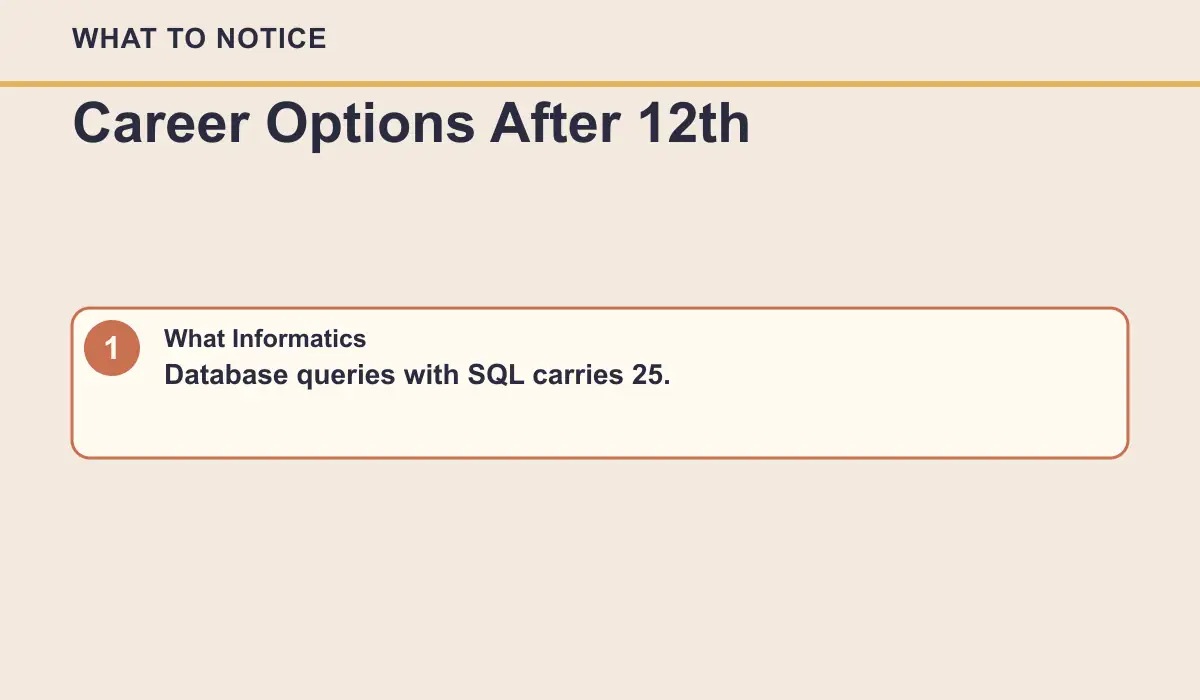 WHAT TO NOTICE
Career Options After 12th
1
What Informatics
Database queries with SQL carries 25.